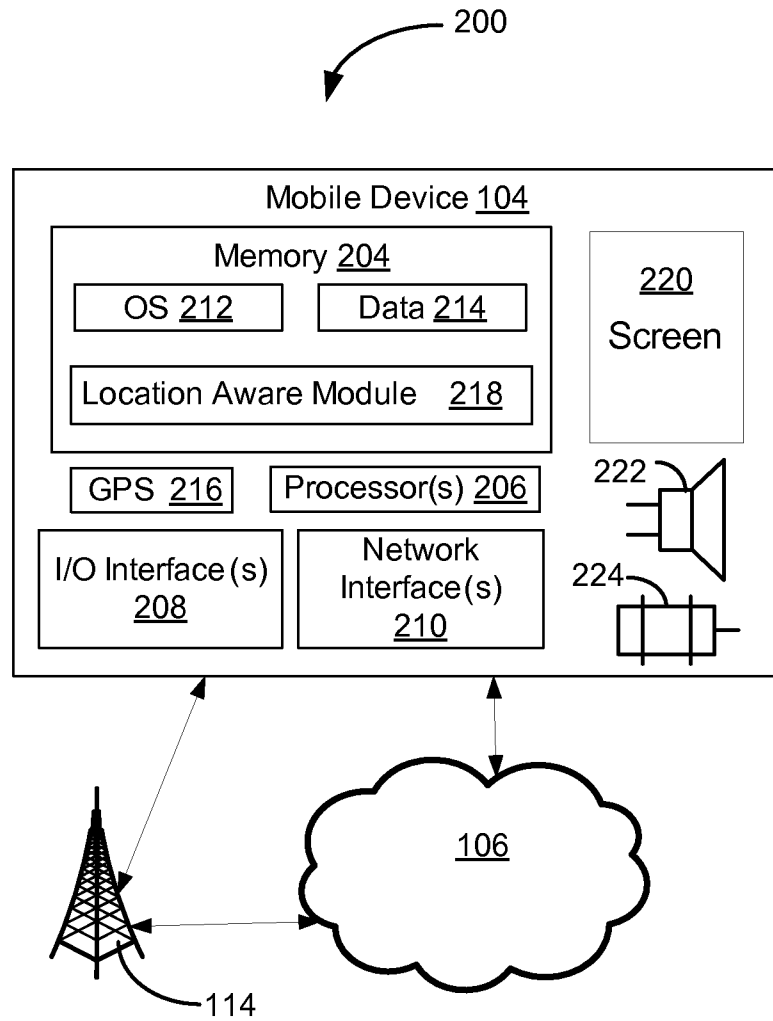 200
Mobile Device 104
Memory 204
OS 212
Data 214
Location Aware Module 218
220
Screen
GPS 216
Processor(s) 206
222
I/O Interface(s)
208
Network
Interface(s)
210
224
106
114